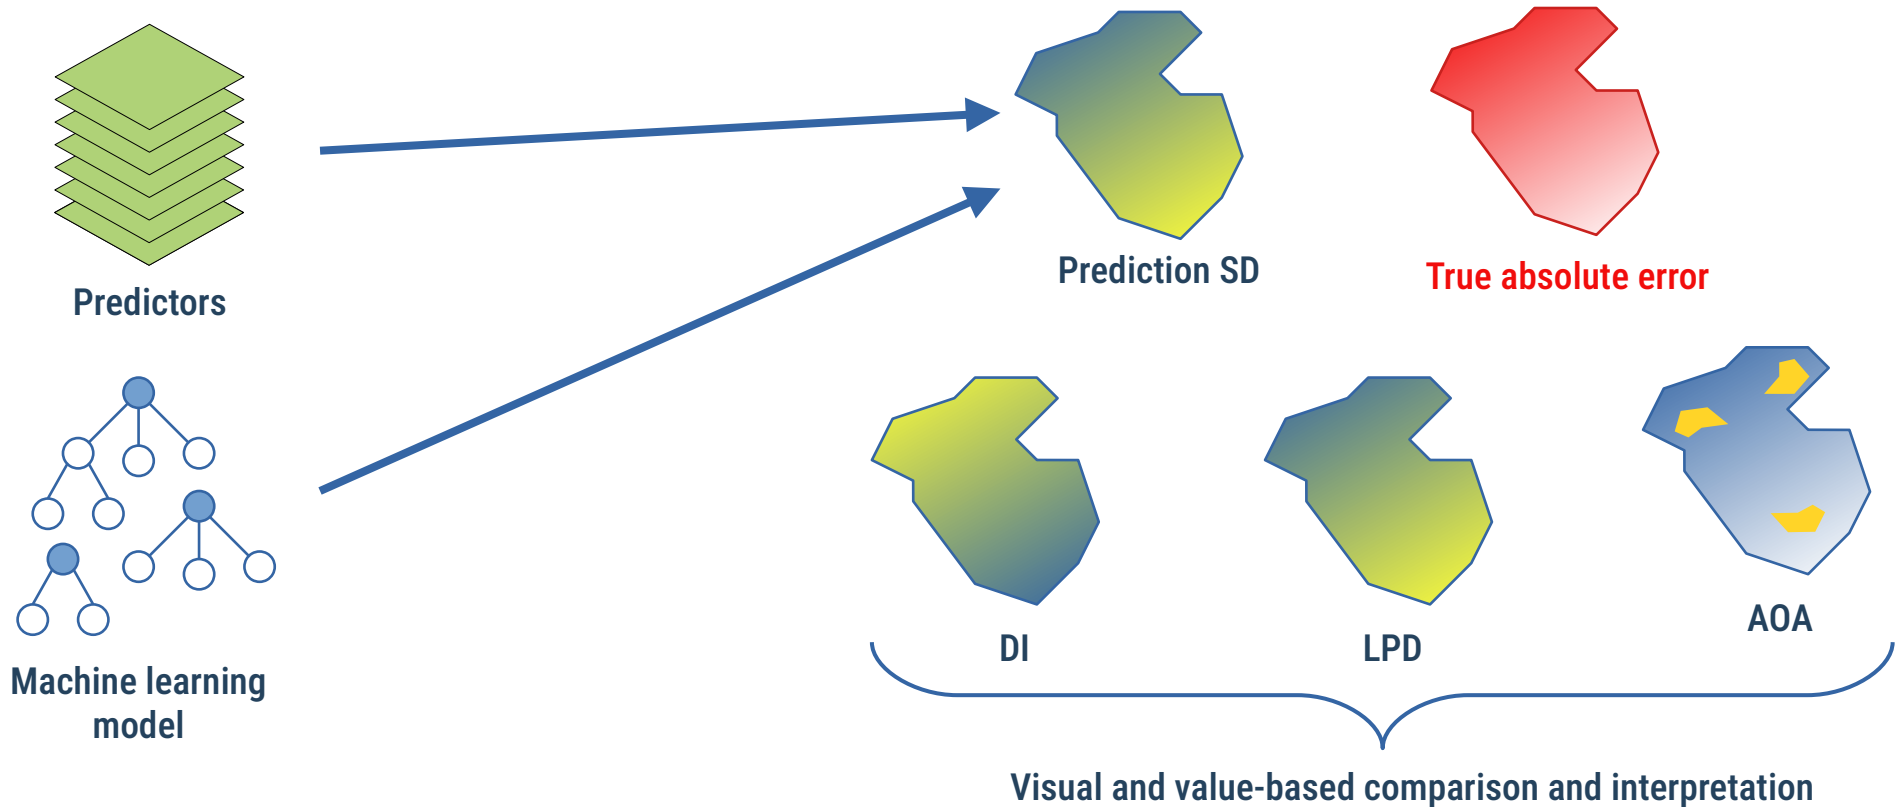 Prediction SD
True absolute error
Predictors
DI
LPD
AOA
Machine learning
model
Visual and value-based comparison and interpretation